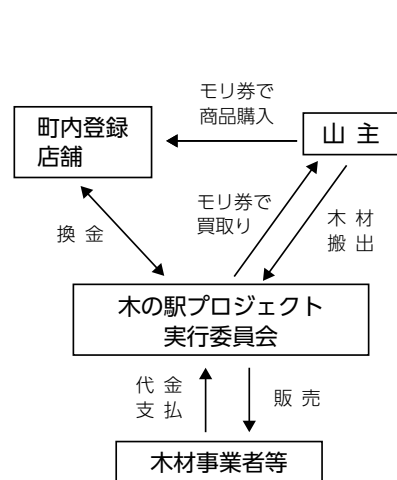 モリ券で
商品購入
町内登録
店舗
山 主
モリ券で
買取り
木 材
搬 出
換 金
木の駅プロジェクト
実行委員会
代 金
支 払
販 売
木材事業者等